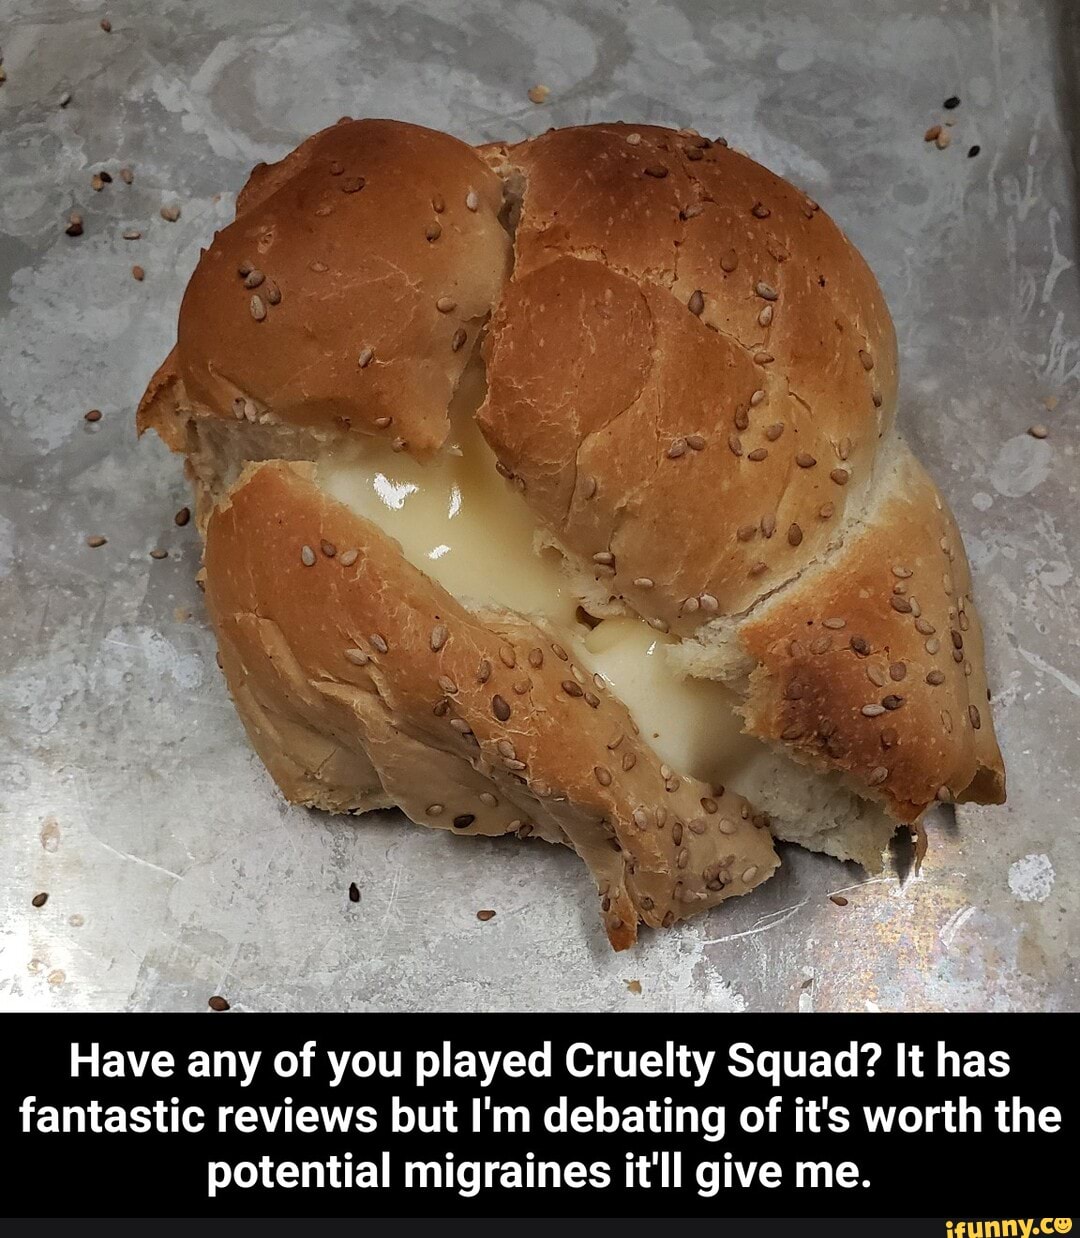 Have any of you played Cruelty Squad? It has
fantastic reviews but I'm debating of it's worth the
potential migraines it'll give me.
ifunny.co